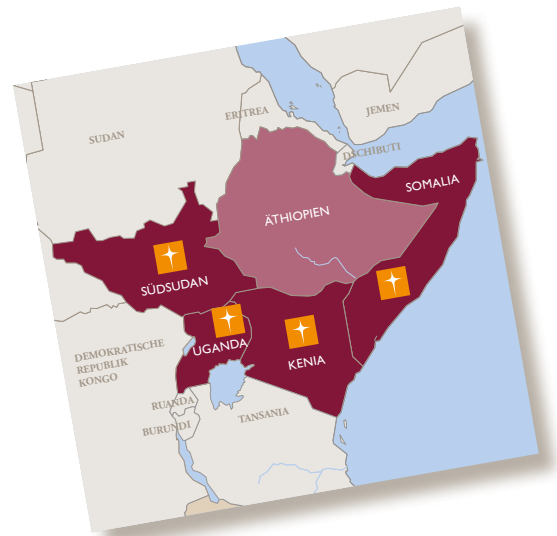 ERITREA
JEMEN
SUDAN
DSCHIBUTI
SOMALIA
ÄTHIOPIEN
SÜDSUDAN
UGANDA
KENIA
DEMOKRATISCHE
REPUBLIK
KONGO
RUANDA
BURUNDI
TANSANIA